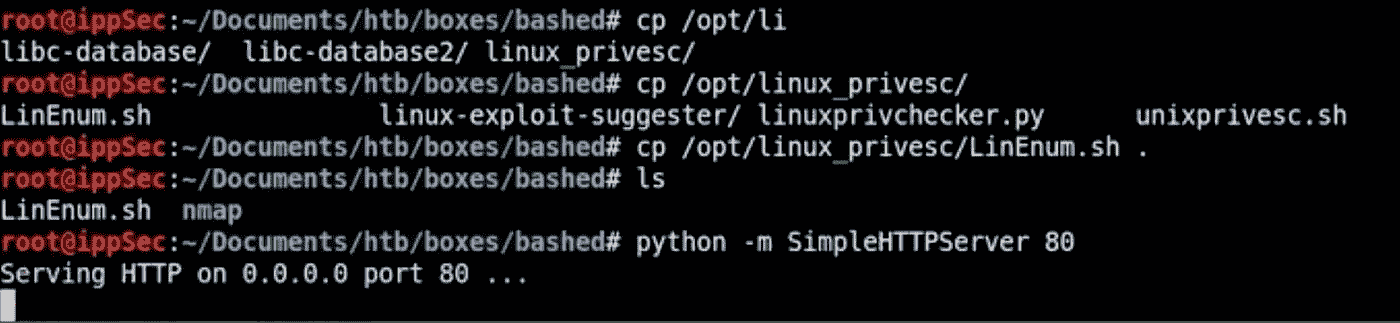 root@ippSec:~/Documents/htb/boxes/bashed# cp /opt/li
libc-database/  libc-database2/ linux_privesc/
root@ippSec:~/Documents/htb/boxes/bashed# cp /opt/linux_privesc/
LinEnum.sh               linux-exploit-suggester/ linuxprivchecker.py      unixprivesc.sh
root@ippSec:~/Documents/htb/boxes/bashed# cp /opt/linux_privesc/LinEnum.sh .
root@ippSec:~/Documents/htb/boxes/bashed# ls
LinEnum.sh  nmap
root@ippSec:~/Documents/htb/boxes/bashed# python -m SimpleHTTPServer 80
Serving HTTP on 0.0.0.0 port 80 ...